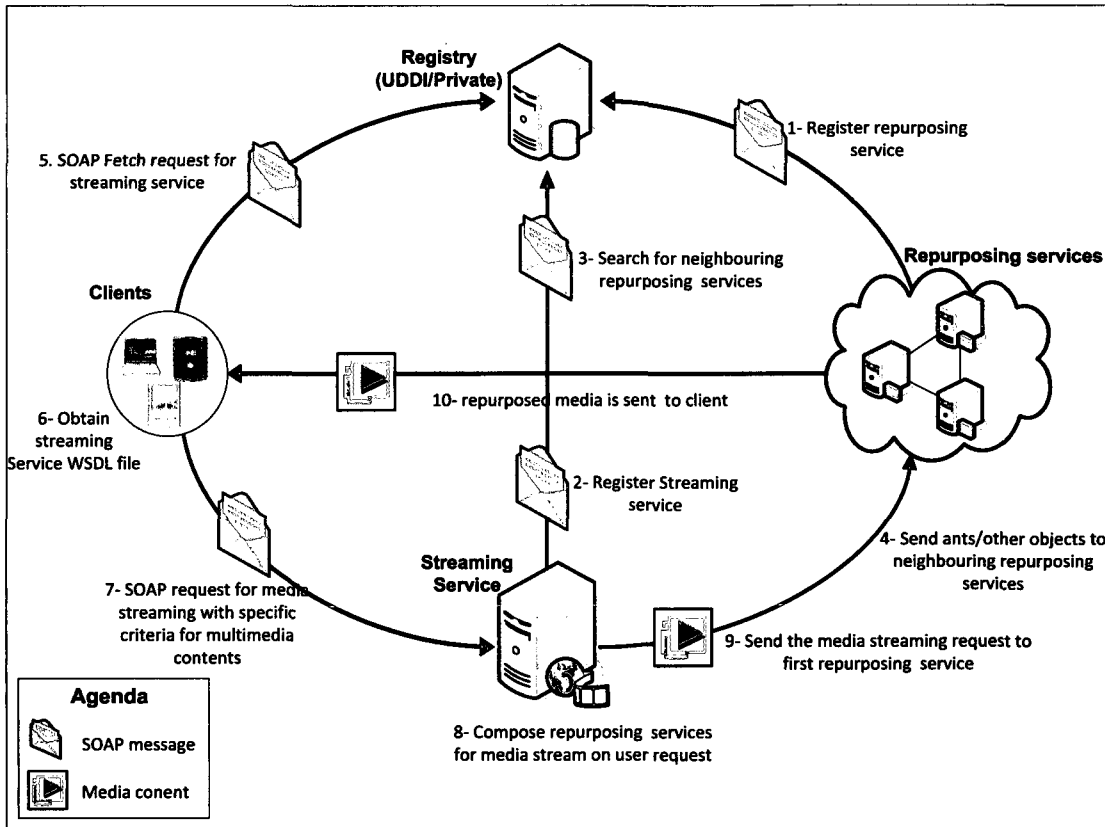 Registry
(UDDI/Private)
1- Register repurposing
service
5. SOAP Fetch request for
streaming service
3- Search for neighbouring
repurposing services
Repurposing services
Clients
10- repurposed media is sent to client
6- Obtain
streaming
Service WSDL file
2- Register Streaming
service
4- Send ants/other objects to
neighbouring repurposing
services
Streaming
Service
7- SOAP request for media
streaming with specific
criteria for multimedia
contents
9- Send the media streaming request to
first repurposing service
8- Compose repurposing services
for media stream on user request
Agenda
SOAP message
Media conent